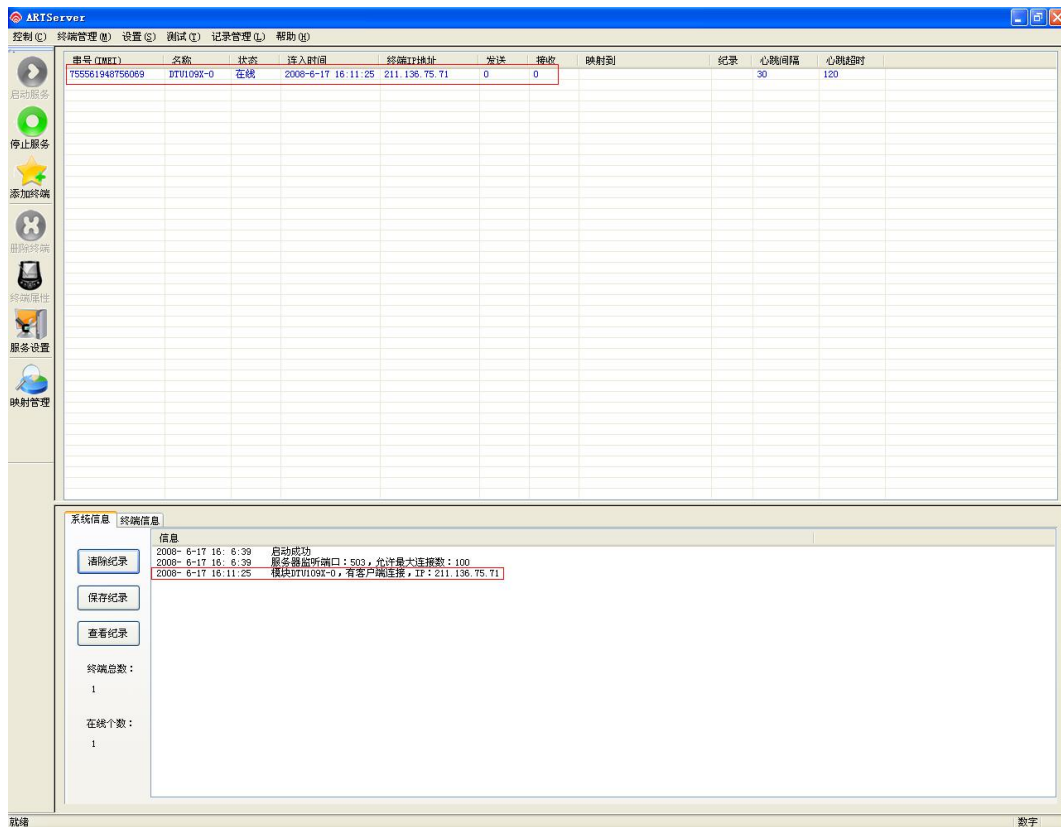 ARTServer
控制(C) 终端管理(M) 设置(S) 测试(T) 记录管理(L) 帮助(H)
串号(IMEI) 名称 状态 连入时间 终端IP地址 发送 接收 映射到 纪录 心跳间隔 心跳超时
755561948756069 DTU109X-0 在线 2008-6-17 16:11:25 211.136.75.71 0 0 30 120
启动服务
停止服务
添加终端
删除终端
终端属性
服务设置
映射管理
系统信息 终端信息
信息
2008- 6-17 16: 6:39 启动成功
2008- 6-17 16: 6:39 服务器监听端口:503,允许最大连接数:100
2008- 6-17 16:11:25 模块DTU109X-0,有客户端连接,IP:211.136.75.71
清除纪录
保存纪录
查看纪录
终端总数:
1
在线个数:
1
就绪 数字